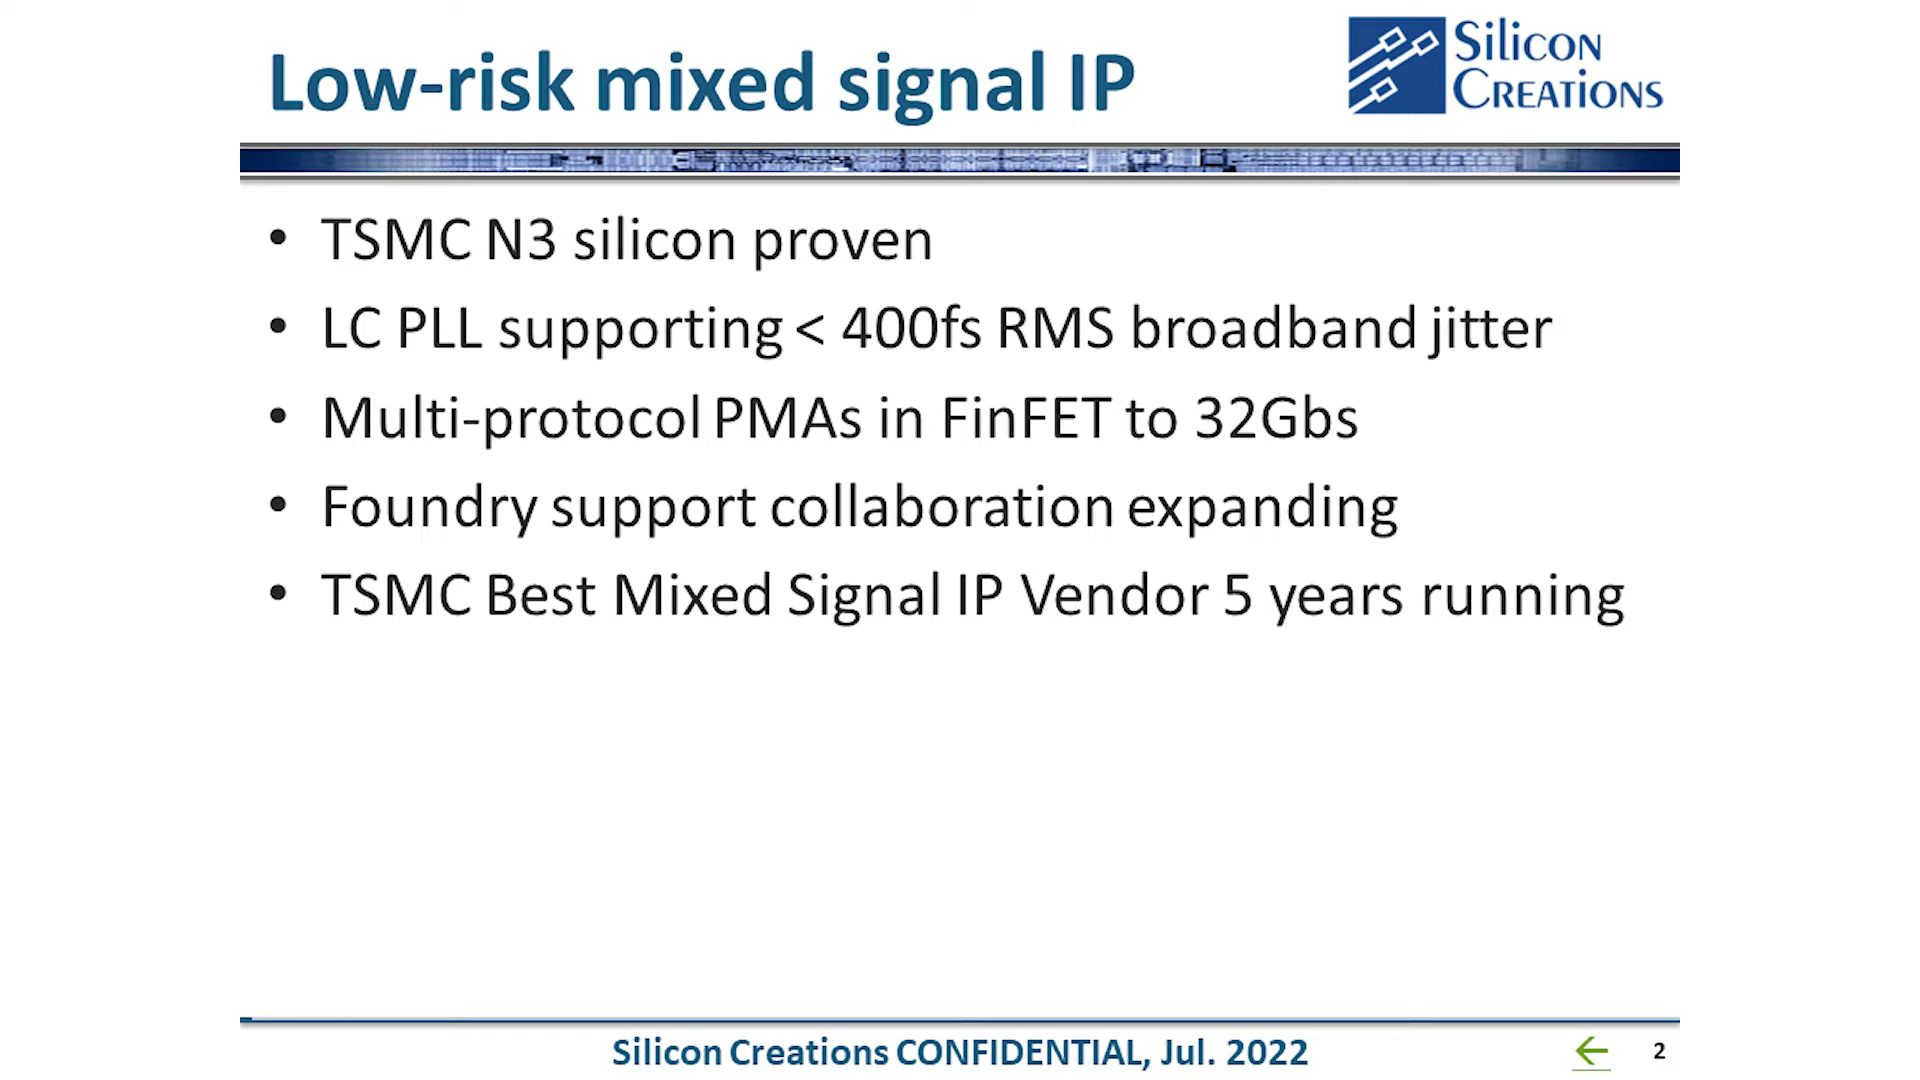 Low-risk mixed signal IP
Silicon
Creations
• TSMC N3 silicon proven
• LC PLL supporting < 400fs RMS broadband jitter
• Multi-protocol PMAs in FinFET to 32Gbs
• Foundry support collaboration expanding
• TSMC Best Mixed Signal IP Vendor 5 years running
Silicon Creations CONFIDENTIAL, Jul. 2022
2